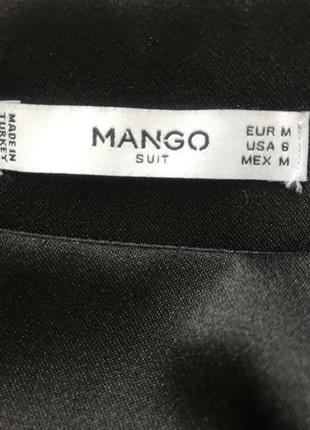 MADE IN
TURKEY
MANGO
SUIT
EUR M
USA 6
MEX M